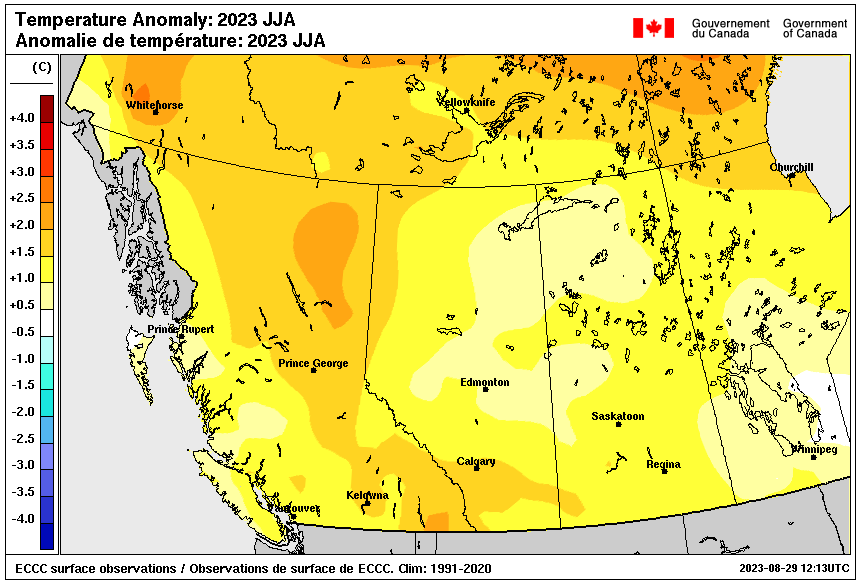 Temperature Anomaly: 2023 JJA
Anomalie de température: 2023 JJA
Gouvernement
du Canada
Government
of Canada
(C)
+4.0
+3.5
+3.0
+2.5
+2.0
+1.5
+1.0
+0.5
-0.5
-1.0
-1.5
-2.0
-2.5
-3.0
-3.5
-4.0
Whitehorse
Yellowknife
Churchill
Prince Rupert
Prince George
Edmonton
Saskatoon
Winnipeg
Calgary
Regina
Kelowna
Vancouver
ECCC surface observations / Observations de surface de ECCC. Clim: 1991-2020
2023-08-29 12:13UTC